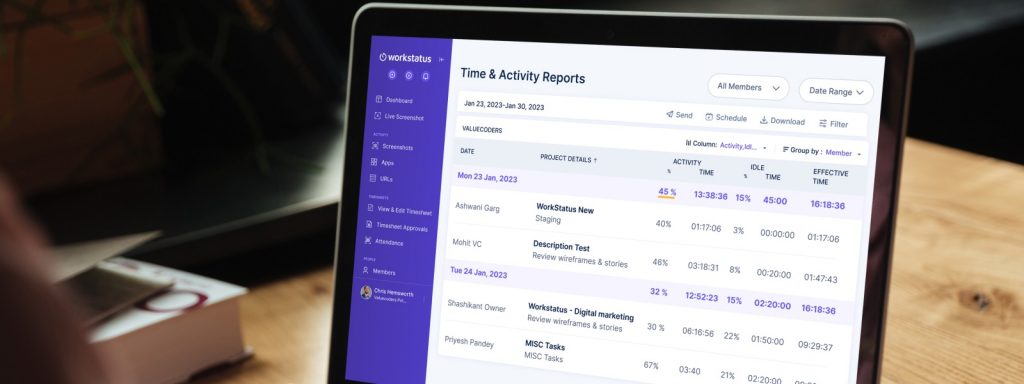 workstatus
Dashboard
Live Screenshot
ACTIVITY
Screenshots
Apps
URLs
TIMESHEETS
View & Edit Timesheet
Timesheet Approvals
Attendance
PEOPLE
Members
Chris Hemsworth
Valuecoders Pvt...
Time & Activity Reports
All Members
Date Range
Jan 23, 2023-Jan 30, 2023
Send Schedule Download Filter
VALUECODERS
Column: Activity,Idl... Group by : Member
DATE PROJECT DETAILS ↑ ACTIVITY % TIME IDLE % TIME EFFECTIVE TIME
Mon 23 Jan, 2023 45 % 13:38:36 15% 45:00 16:18:36
Ashwani Garg WorkStatus New 40% 01:17:06 3% 00:00:00 01:17:06
Staging
Mohit VC Description Test 46% 03:18:31 8% 00:20:00 01:47:43
Review wireframes & stories
Tue 24 Jan, 2023 32 % 12:52:23 15% 02:20:00 16:18:36
Shashikant Owner Workstatus - Digital marketing 30 % 06:16:56 22% 01:50:00 09:29:37
Review wireframes & stories
Priyesh Pandey MISC Tasks 67% 03:40 21% 02:20:00
MISC Tasks